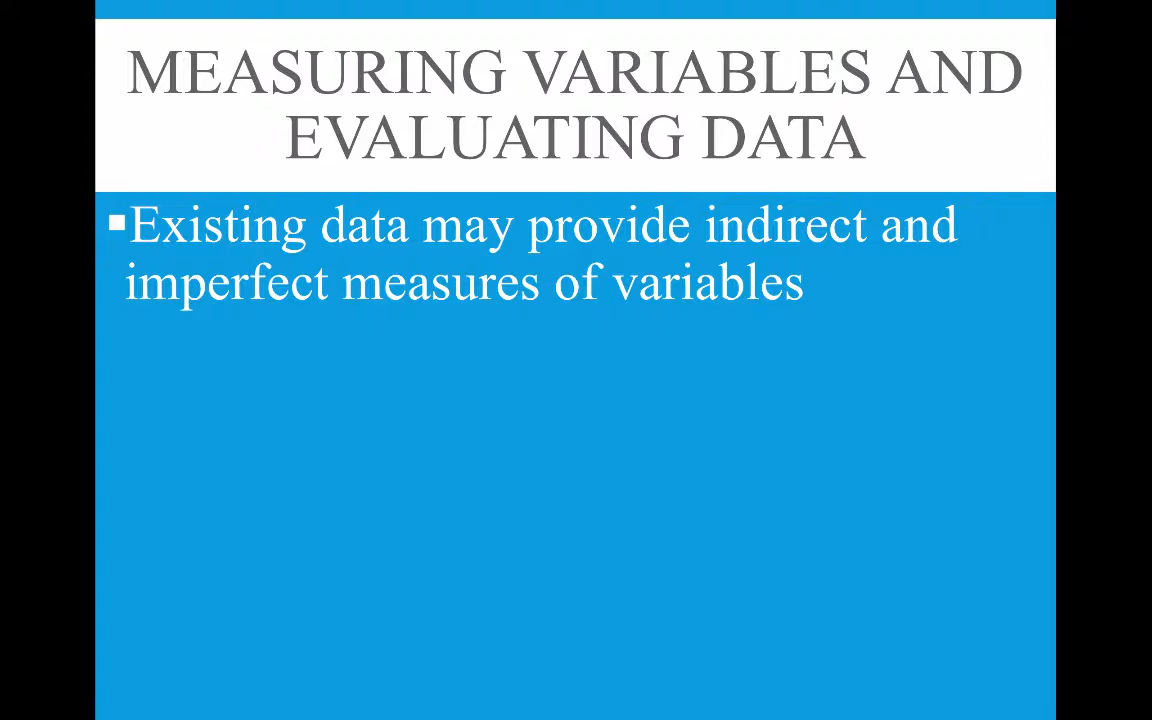 MEASURING VARIABLES AND
EVALUATING DATA
▪Existing data may provide indirect and
imperfect measures of variables